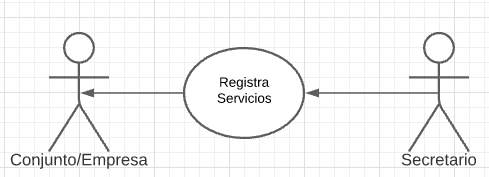 Registra
Servicios
Conjunto/Empresa
Secretario